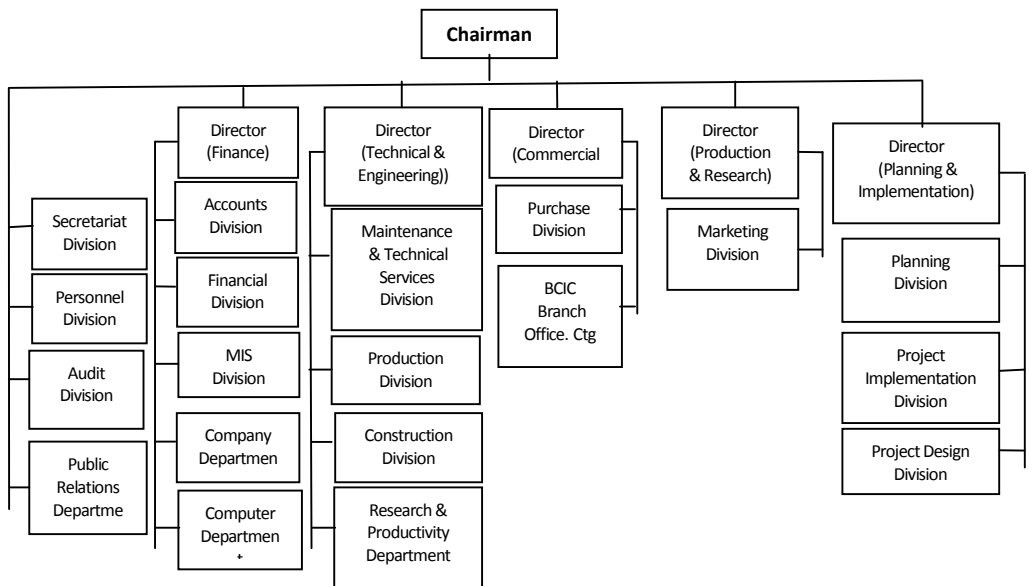 Chairman
Director
(Finance)
Director
(Technical &
Engineering))
Director
(Commercial
Director
(Production
& Research)
Director
(Planning &
Implementation)
Secretariat
Division
Personnel
Division
Audit
Division
Public
Relations
Departme
Accounts
Division
Financial
Division
MIS
Division
Company
Departmen
Computer
Departmen
Maintenance
& Technical
Services
Division
Production
Division
Construction
Division
Research &
Productivity
Department
Purchase
Division
BCIC
Branch
Office. Ctg
Marketing
Division
Planning
Division
Project
Implementation
Division
Project Design
Division